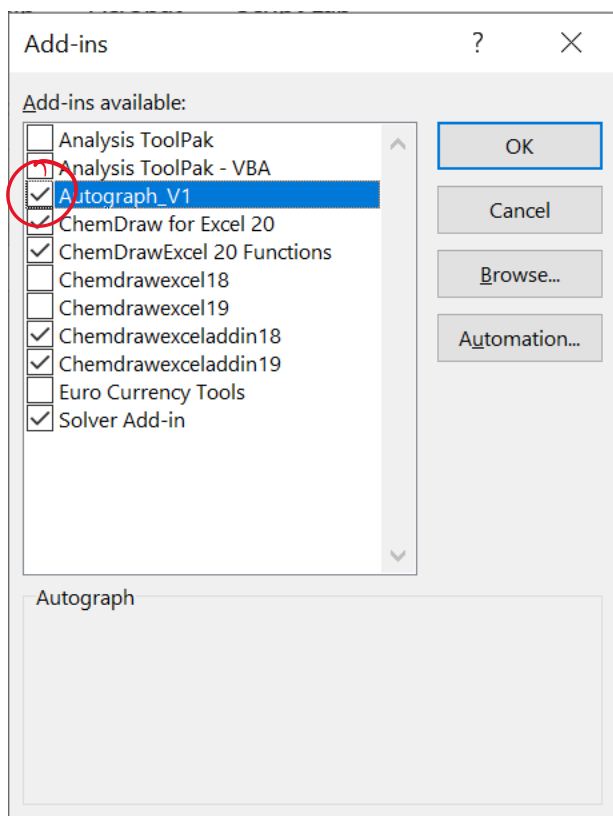 Add-ins
Add-ins available:
Analysis ToolPak
Analysis ToolPak - VBA
Autograph_V1
ChemDraw for Excel 20
ChemDrawExcel 20 Functions
Chemdrawexcel18
Chemdrawexcel19
Chemdrawexceladdin18
Chemdrawexceladdin19
Euro Currency Tools
Solver Add-in
OK
Cancel
Browse...
Automation...
Autograph